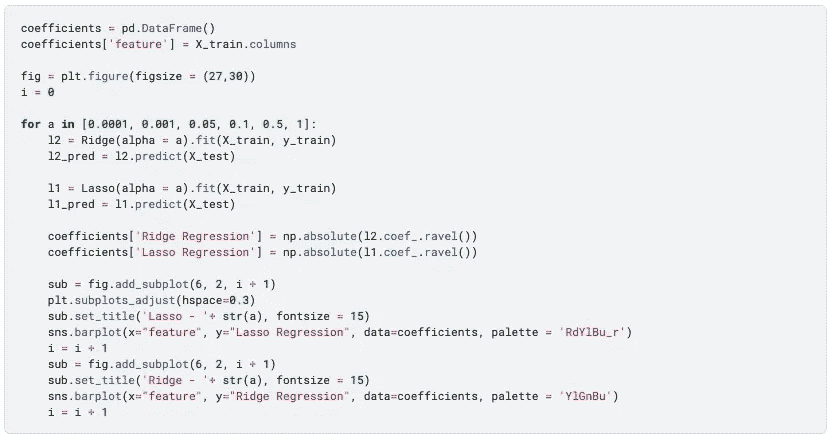 coefficients = pd.DataFrame()
coefficients['feature'] = X_train.columns
fig = plt.figure(figsize = (27,30))
i = 0
for a in [0.0001, 0.001, 0.05, 0.1, 0.5, 1]:
    l2 = Ridge(alpha = a).fit(X_train, y_train)
    l2_pred = l2.predict(X_test)
    l1 = Lasso(alpha = a).fit(X_train, y_train)
    l1_pred = l1.predict(X_test)
    coefficients['Ridge Regression'] = np.absolute(l2.coef_.ravel())
    coefficients['Lasso Regression'] = np.absolute(l1.coef_.ravel())
    sub = fig.add_subplot(6, 2, i + 1)
    plt.subplots_adjust(hspace=0.3)
    sub.set_title('Lasso - '+ str(a), fontsize = 15)
    sns.barplot(x="feature", y="Lasso Regression", data=coefficients, palette = 'RdYlBu_r')
    i = i + 1
    sub = fig.add_subplot(6, 2, i + 1)
    sub.set_title('Ridge - '+ str(a), fontsize = 15)
    sns.barplot(x="feature", y="Ridge Regression", data=coefficients, palette = 'YlGnBu')
    i = i + 1